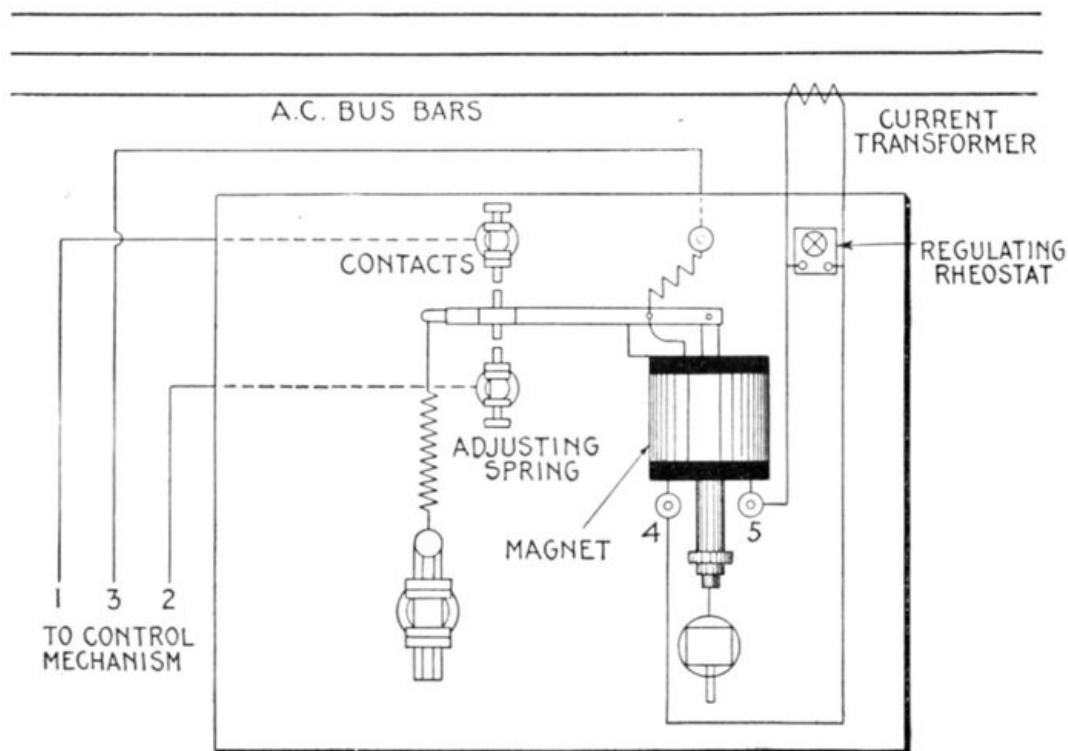 A.C. BUS BARS
CURRENT
TRANSFORMER
CONTACTS
REGULATING
RHEOSTAT
ADJUSTING
SPRING
MAGNET
4
5
1 3 2
TO CONTROL
MECHANISM